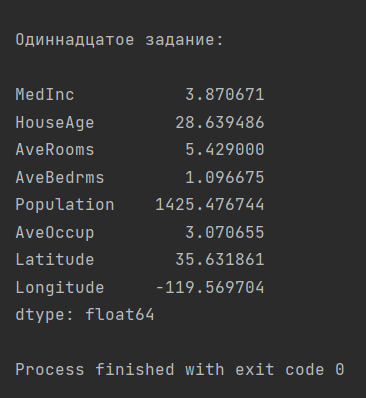 Одиннадцатое задание:
MedInc 3.870671
HouseAge 28.639486
AveRooms 5.429000
AveBedrms 1.096675
Population 1425.476744
AveOccup 3.070655
Latitude 35.631861
Longitude -119.569704
dtype: float64
Process finished with exit code 0